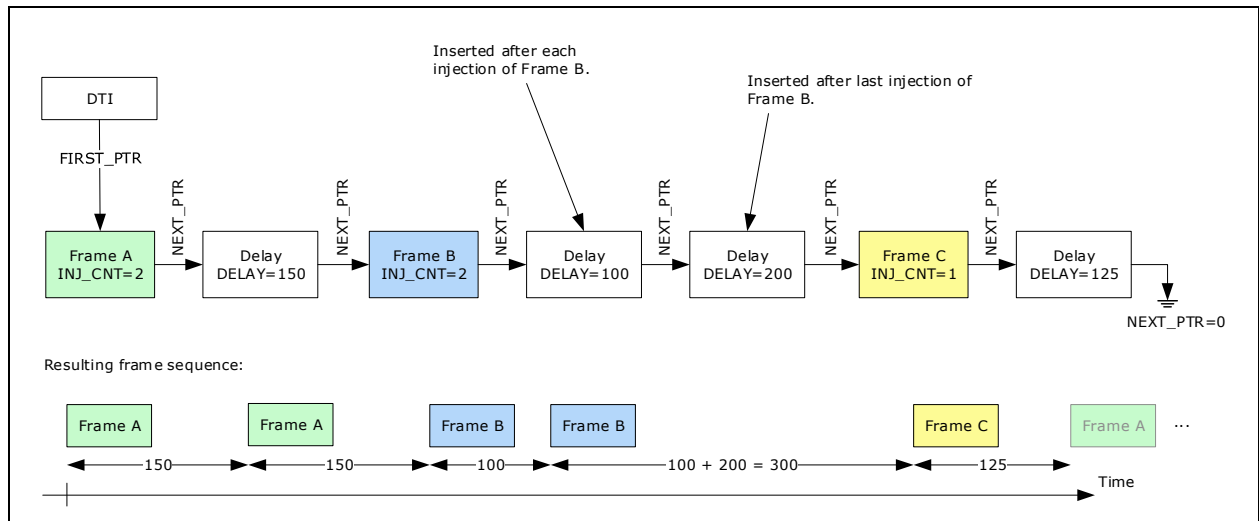 Inserted after each
injection of Frame B.
Inserted after last injection of
Frame B.
DTI
FIRST_PTR
NEXT_PTR
NEXT_PTR
NEXT_PTR
NEXT_PTR
NEXT_PTR
NEXT_PTR
Frame A
INJ_CNT=2
Delay
DELAY=150
Frame B
INJ_CNT=2
Delay
DELAY=100
Delay
DELAY=200
Frame C
INJ_CNT=1
Delay
DELAY=125
NEXT_PTR=0
Resulting frame sequence:
Frame A
Frame A
Frame B
Frame B
Frame C
Frame A
...
150
150
100
100 + 200 = 300
125
Time